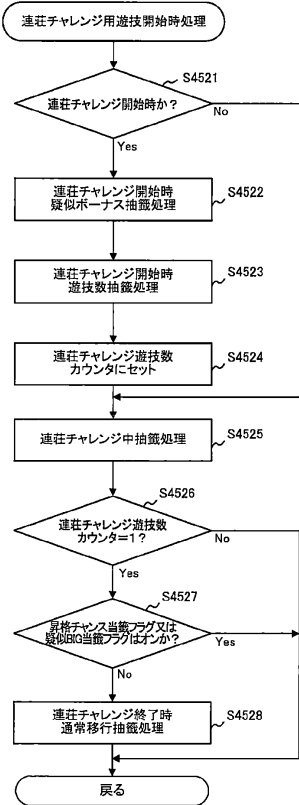 連荘チャレンジ用遊技開始時処理
S4521
連荘チャレンジ開始時か?
No
Yes
連荘チャレンジ開始時
疑似ボーナス抽籤処理
S4522
連荘チャレンジ開始時
遊技数抽籤処理
S4523
連荘チャレンジ遊技数
カウンタにセット
S4524
連荘チャレンジ中抽籤処理
S4525
S4526
連荘チャレンジ遊技数
カウンタ=1?
No
Yes
S4527
昇格チャンス当籤フラグ又は
疑似BIG当籤フラグはオンか?
Yes
No
連荘チャレンジ終了時
通常移行抽籤処理
S4528
戻る